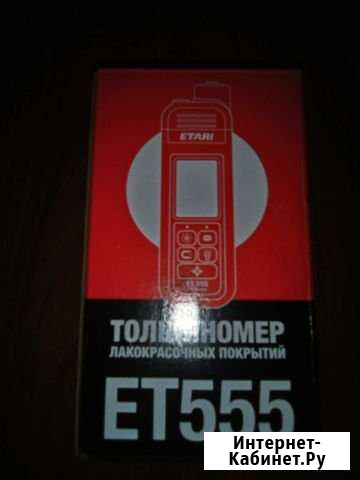 ETARI
ТОЛЩИНОМЕР
ЛАКОКРАСОЧНЫХ ПОКРЫТИЙ
ET555
Интернет-
Кабинет.Ру